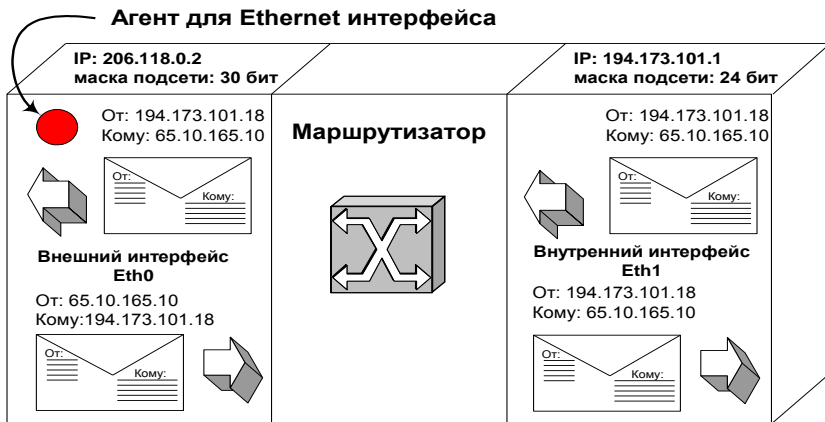 Агент для Ethernet интерфейса
IP: 206.118.0.2
маска подсети: 30 бит
IP: 194.173.101.1
маска подсети: 24 бит
От: 194.173.101.18
Кому: 65.10.165.10
От:
Кому:
Внешний интерфейс
Eth0
От: 65.10.165.10
Кому:194.173.101.18
От:
Кому:
Маршрутизатор
От: 194.173.101.18
Кому: 65.10.165.10
От:
Кому:
Внутренний интерфейс
Eth1
От: 194.173.101.18
Кому: 65.10.165.10
От:
Кому: